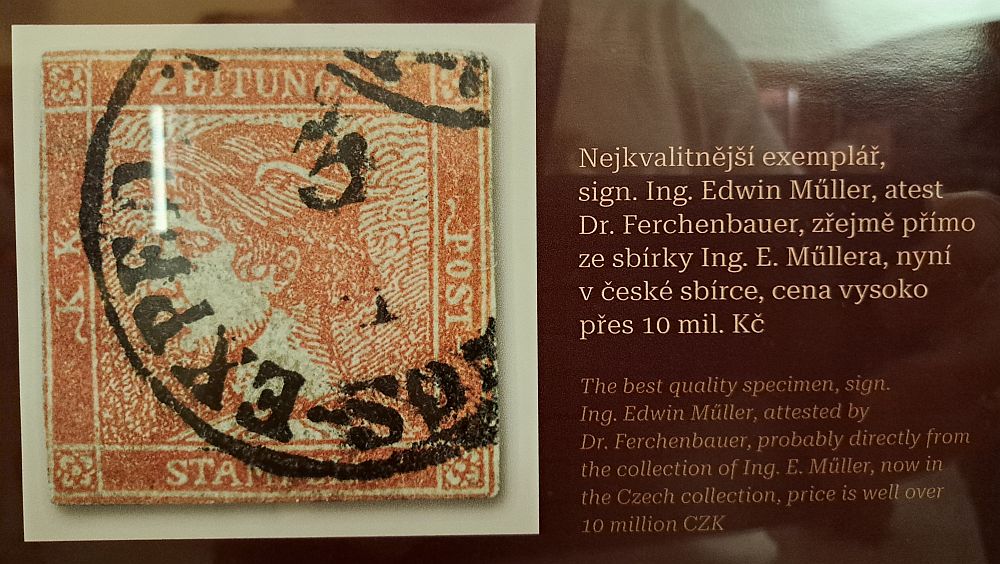 ZEITUNGS
K.K.
POST
STAMPEL
EXPED
Nejkvalitnější exemplář,
sign. Ing. Edwin Műller, atest
Dr. Ferchenbauer, zřejmě přímo
ze sbírky Ing. E. Műllera, nyní
v české sbírce, cena vysoko
přes 10 mil. Kč
The best quality specimen, sign.
Ing. Edwin Műller, attested by
Dr. Ferchenbauer, probably directly from
the collection of Ing. E. Műller, now in
the Czech collection, price is well over
10 million CZK